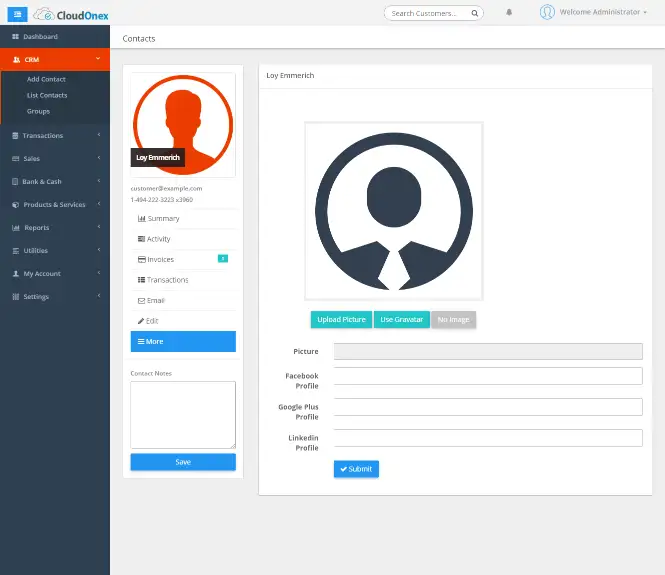 CloudOnex
Search Customers...
Welcome Administrator
Dashboard
CRM
Add Contact
List Contacts
Groups
Transactions
Sales
Bank & Cash
Products & Services
Reports
Utilities
My Account
Settings
Contacts
Loy Emmerich
customer@example.com
1-494-222-3223 x3960
Summary
Activity
Invoices
Transactions
Email
Edit
More
Contact Notes
Save
Loy Emmerich
Upload Picture
Use Gravatar
No Image
Picture
Facebook
Profile
Google Plus
Profile
Linkedin
Profile
Submit